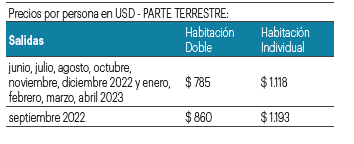 Precios por persona en USD - PARTE TERRESTRE:
Salidas Habitación Doble Habitación Individual
junio, julio, agosto, octubre,
noviembre, diciembre 2022 y enero, $ 785 $ 1.118
febrero, marzo, abril 2023
septiembre 2022 $ 860 $ 1.193